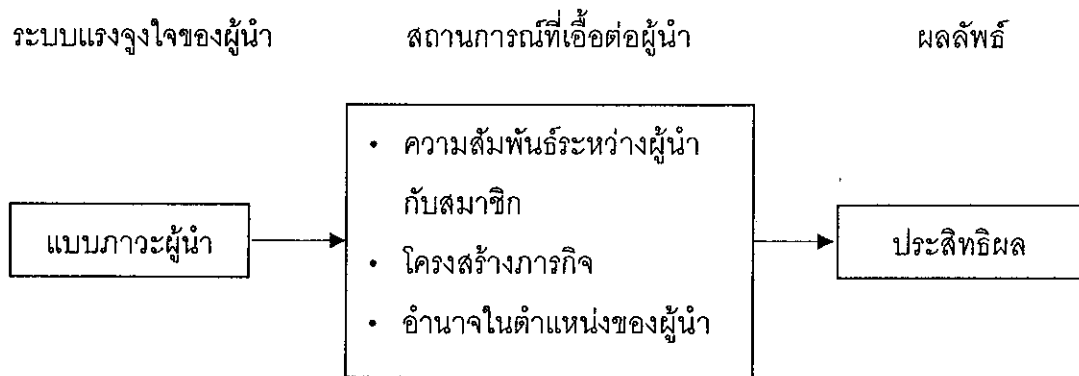 ระบบแรงจูงใจของผู้นำ สถานการณ์ที่เอื้อต่อผู้นำ ผลลัพธ์
แบบภาวะผู้นำ
• ความสัมพันธ์ระหว่างผู้นำ
กับสมาชิก
• โครงสร้างภารกิจ
• อำนาจในตำแหน่งของผู้นำ
ประสิทธิผล